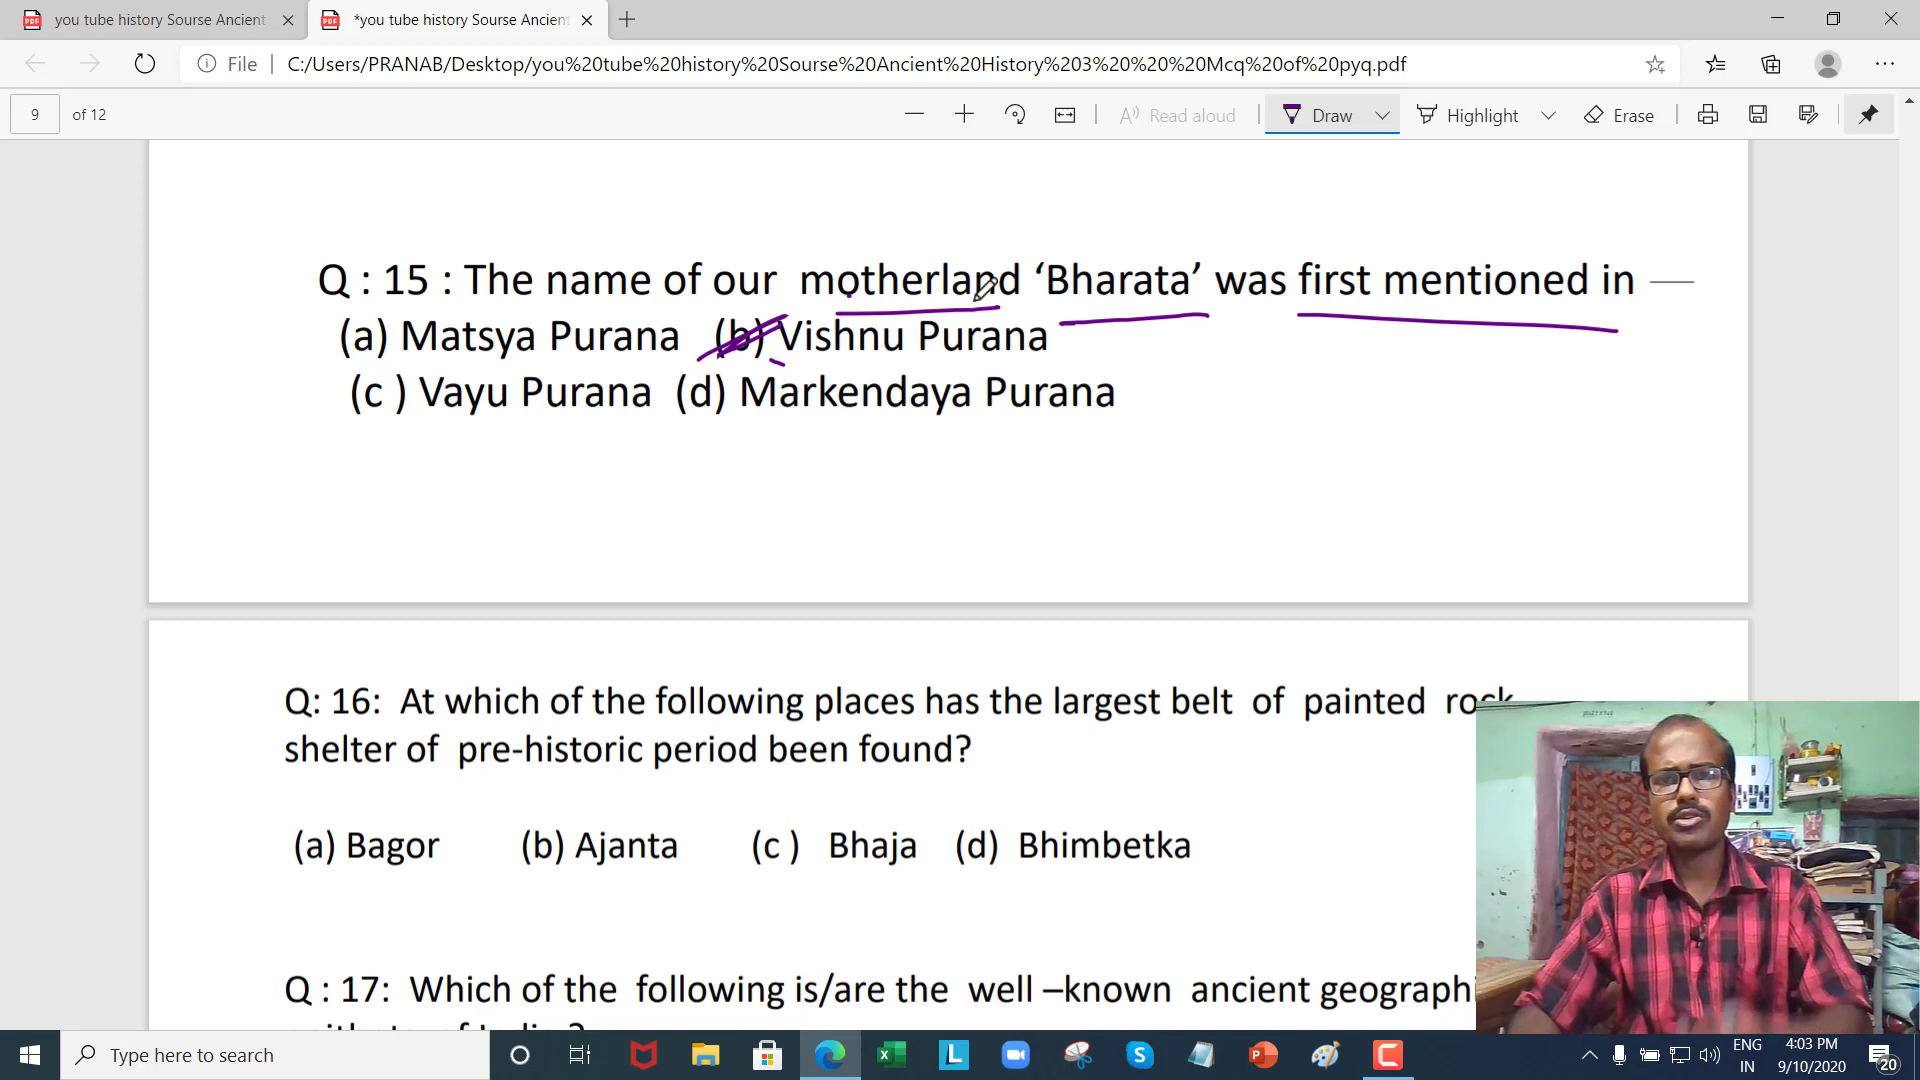 you tube history Sourse Ancient
*you tube history Sourse Ancien
File
C:/Users/PRANAB/Desktop/you%20tube%20history%20Sourse%20Ancient%20History%203%20%20%20Mcq%20of%20pyq.pdf
9 of 12
Read aloud
Draw
Highlight
Erase
Q : 15 : The name of our motherland ‘Bharata’ was first mentioned in —
(a) Matsya Purana (b) Vishnu Purana
(c ) Vayu Purana (d) Markendaya Purana
Q: 16: At which of the following places has the largest belt of painted rock
shelter of pre-historic period been found?
(a) Bagor (b) Ajanta (c ) Bhaja (d) Bhimbetka
Q : 17: Which of the following is/are the well –known ancient geographi
Type here to search
ENG
IN
4:03 PM
9/10/2020
20